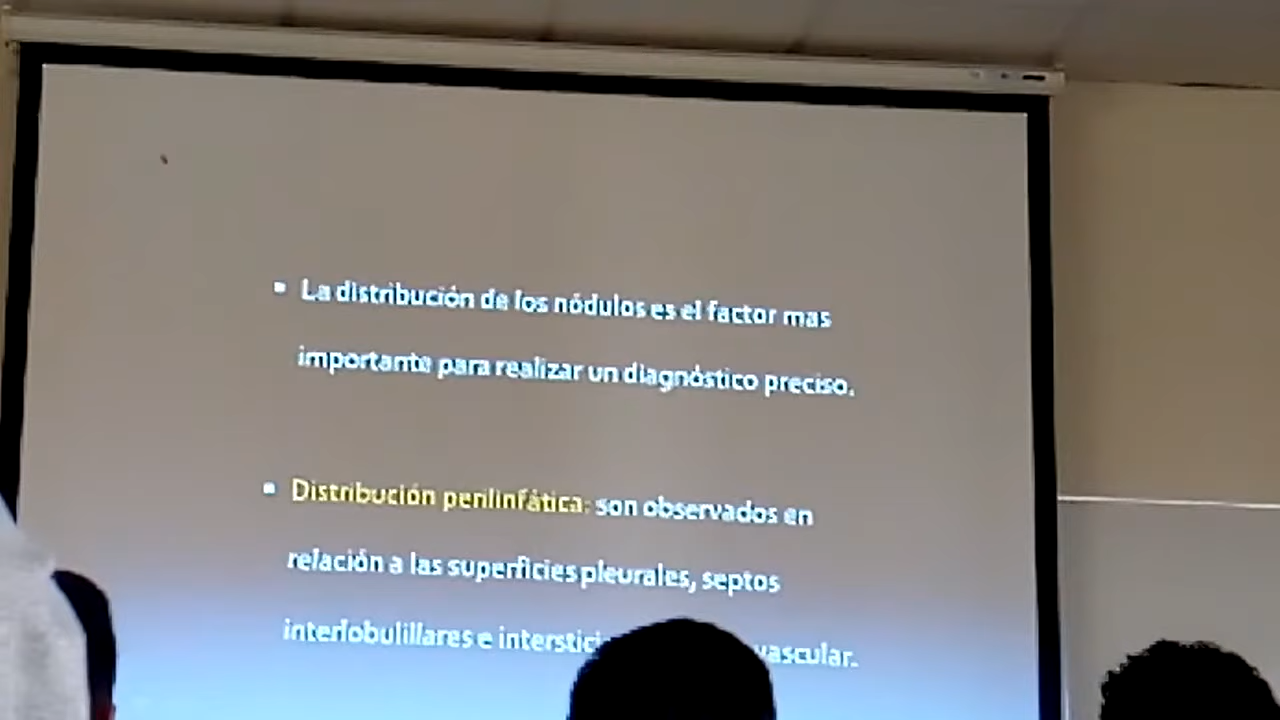 La distribución de los nódulos es el factor mas
importante para realizar un diagnóstico preciso.
Distribución perilinfática: son observados en
relación a las superficies pleurales, septos
interlobulillares e